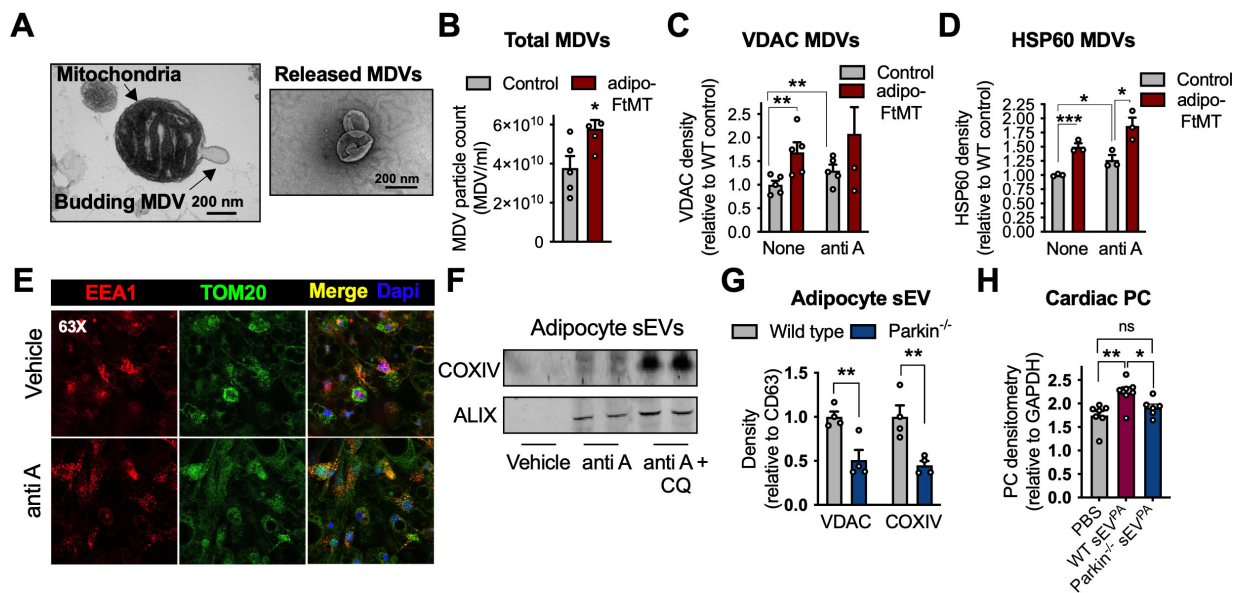 A
Mitochondria
Budding MDV
200 nm
Released MDVs
200 nm
B
Total MDVs
Control
adipo-
FtMT
MDV particle count
(MDV/ml)
6×10¹⁰
4×10¹⁰
2×10¹⁰
0
*
C
VDAC MDVs
Control
adipo-
FtMT
VDAC density
(relative to WT control)
2.5
2.0
1.5
1.0
0.5
0.0
**
**
None
anti A
D
HSP60 MDVs
Control
adipo-
FtMT
HSP60 density
(relative to WT control)
2.25
2.00
1.75
1.50
1.25
1.00
0.75
0.50
0.25
0.00
*
*
***
None
anti A
E
EEA1
TOM20
Merge
Dapi
63X
Vehicle
anti A
F
Adipocyte sEVs
COXIV
ALIX
Vehicle
anti A
anti A +
CQ
G
Adipocyte sEV
Wild type
Parkin⁻/⁻
Density
(relative to CD63)
1.5
1.0
0.5
0.0
**
**
VDAC
COXIV
H
Cardiac PC
PC densitometry
(relative to GAPDH)
2.5
2.0
1.5
1.0
0.5
0.0
ns
**
*
PBS
WT sEVᴾᴬ
Parkin⁻/⁻ sEVᴾᴬ